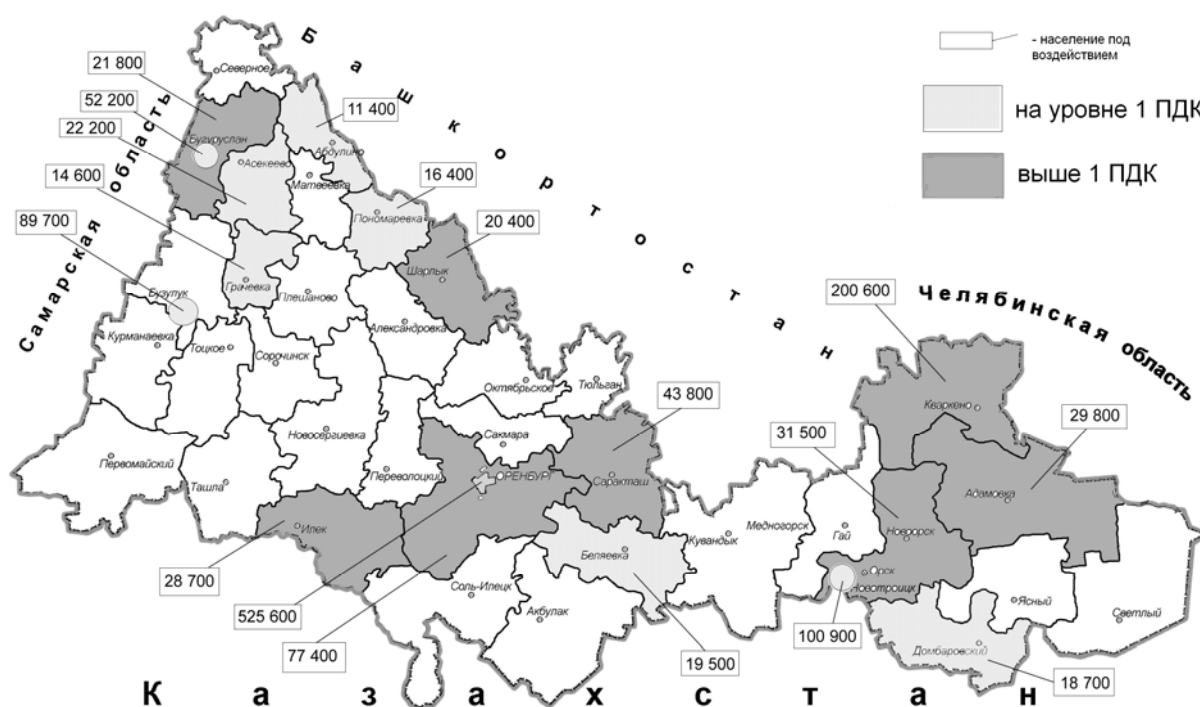 - население под
воздействием
на уровне 1 ПДК
выше 1 ПДК
Башкортостан
Самарская область
Челябинская область
Казахстан
21 800
52 200
22 200
14 600
89 700
11 400
16 400
20 400
200 600
43 800
31 500
29 800
28 700
525 600
77 400
19 500
100 900
18 700
Северное
Бугуруслан
Асекеево
Абдулино
Матвеевка
Пономаревка
Шарлык
Грачевка
Плешаново
Бузулук
Курманаевка
Тоцкое
Сорочинск
Александровка
Октябрьское
Тюльган
Новосергиевка
Сакмара
Первомайский
Ташла
Переволоцкий
ОРЕНБУРГ
Саракташ
Илек
Беляевка
Соль-Илецк
Акбулак
Кувандык
Медногорск
Гай
Кваркено
Адамовка
Новоорск
Орск
Новотроицк
Ясный
Светлый
Домбаровский